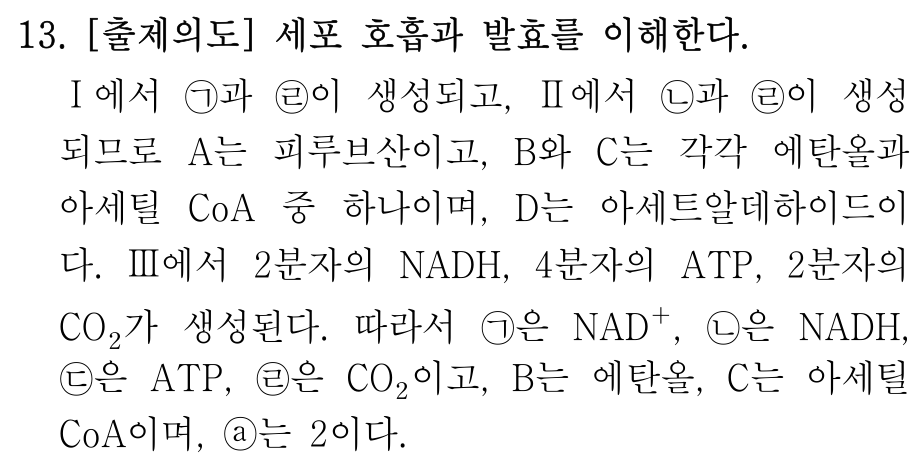 13. [출제의도] 세포 호흡과 발효를 이해한다.
Ⅰ에서 ㉠과 ㉣이 생성되고, Ⅱ에서 ㉡과 ㉣이 생성
되므로 A는 피루브산이고, B와 C는 각각 에탄올과
아세틸 CoA 중 하나이며, D는 아세트알데하이드이
다. Ⅲ에서 2분자의 NADH, 4분자의 ATP, 2분자의
CO₂가 생성된다. 따라서 ㉠은 NAD⁺, ㉡은 NADH,
㉢은 ATP, ㉣은 CO₂이고, B는 에탄올, C는 아세틸
CoA이며, ⓐ는 2이다.